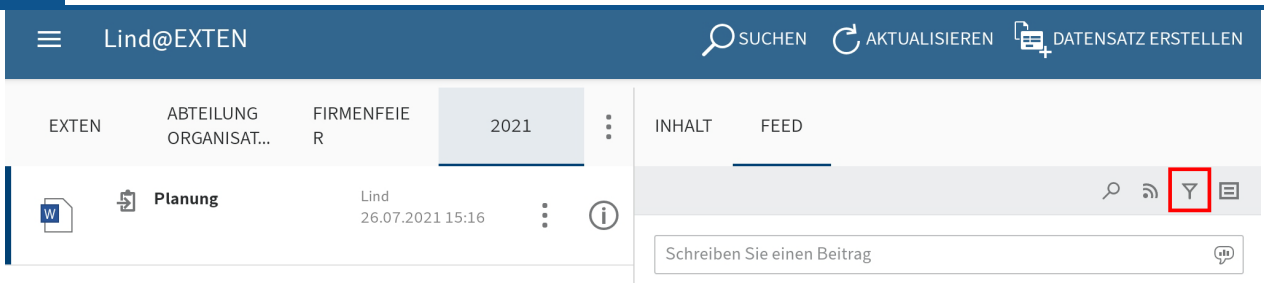 Lind@EXTEN
SUCHEN
AKTUALISIEREN
DATENSATZ ERSTELLEN
EXTEN
ABTEILUNG
ORGANISAT...
FIRMENFEIE
R
2021
INHALT
FEED
W
Planung
Lind
26.07.2021 15:16
Schreiben Sie einen Beitrag